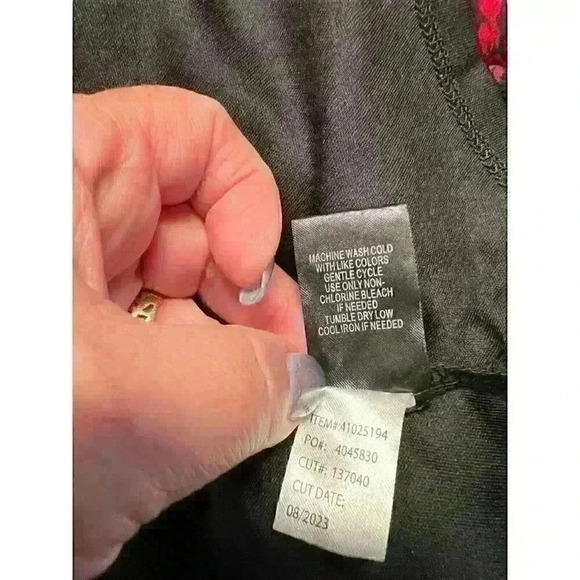 MACHINE WASH COLD
WITH LIKE COLORS
GENTLE CYCLE
USE ONLY NON-
CHLORINE BLEACH
IF NEEDED
TUMBLE DRY LOW
COOL IRON IF NEEDED
ITEM#:41025194
PO#: 4045830
CUT#: 137040
CUT DATE:
08/2023